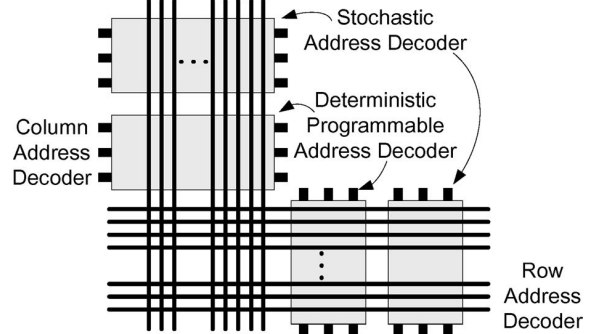 Stochastic
Address Decoder
Deterministic
Programmable
Address Decoder
Column
Address
Decoder
Row
Address
Decoder